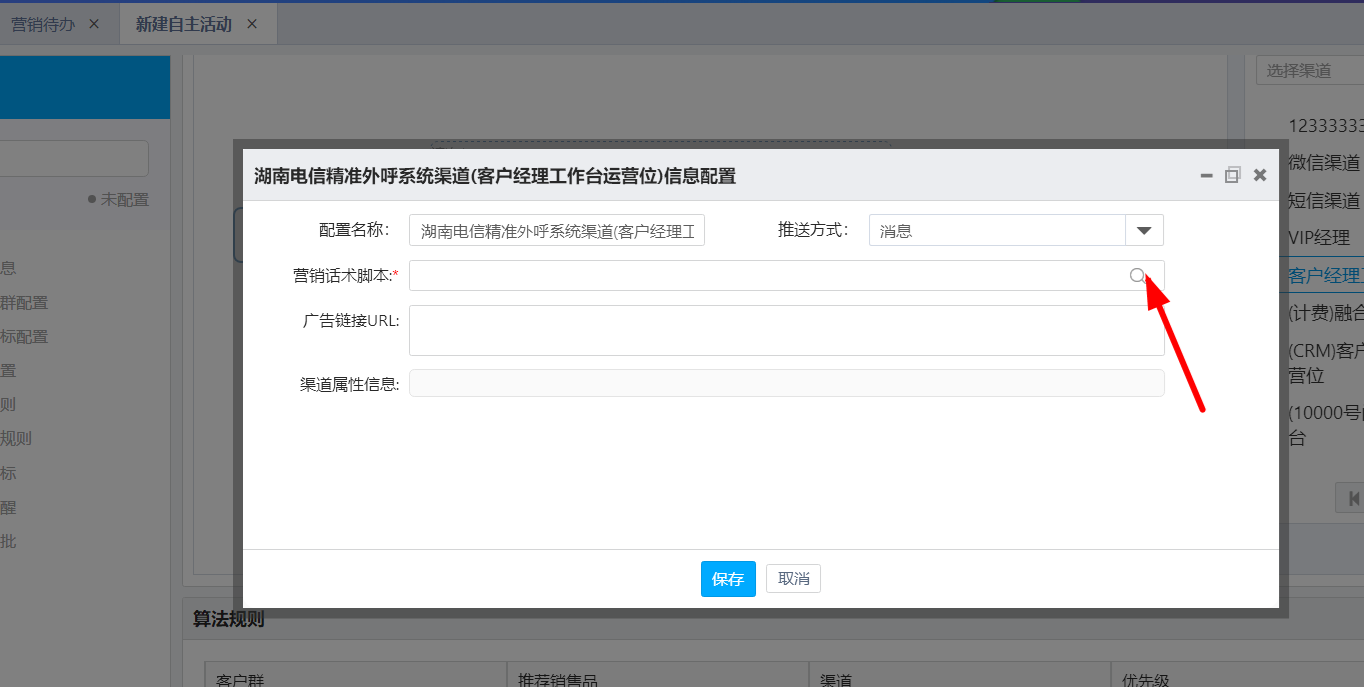 营销待办 ×
新建自主活动 ×
选择渠道
12333333
微信渠道
短信渠道
VIP经理
客户经理工
(计费)融合
(CRM)客户
营位
(10000号
台
未配置
息
群配置
标配置
置
则
规则
标
醒
批
湖南电信精准外呼系统渠道(客户经理工作台运营位)信息配置
配置名称: 湖南电信精准外呼系统渠道(客户经理工 推送方式: 消息
营销话术脚本:*
广告链接URL:
渠道属性信息:
保存 取消
算法规则
客户群 推荐销售品 渠道 优先级